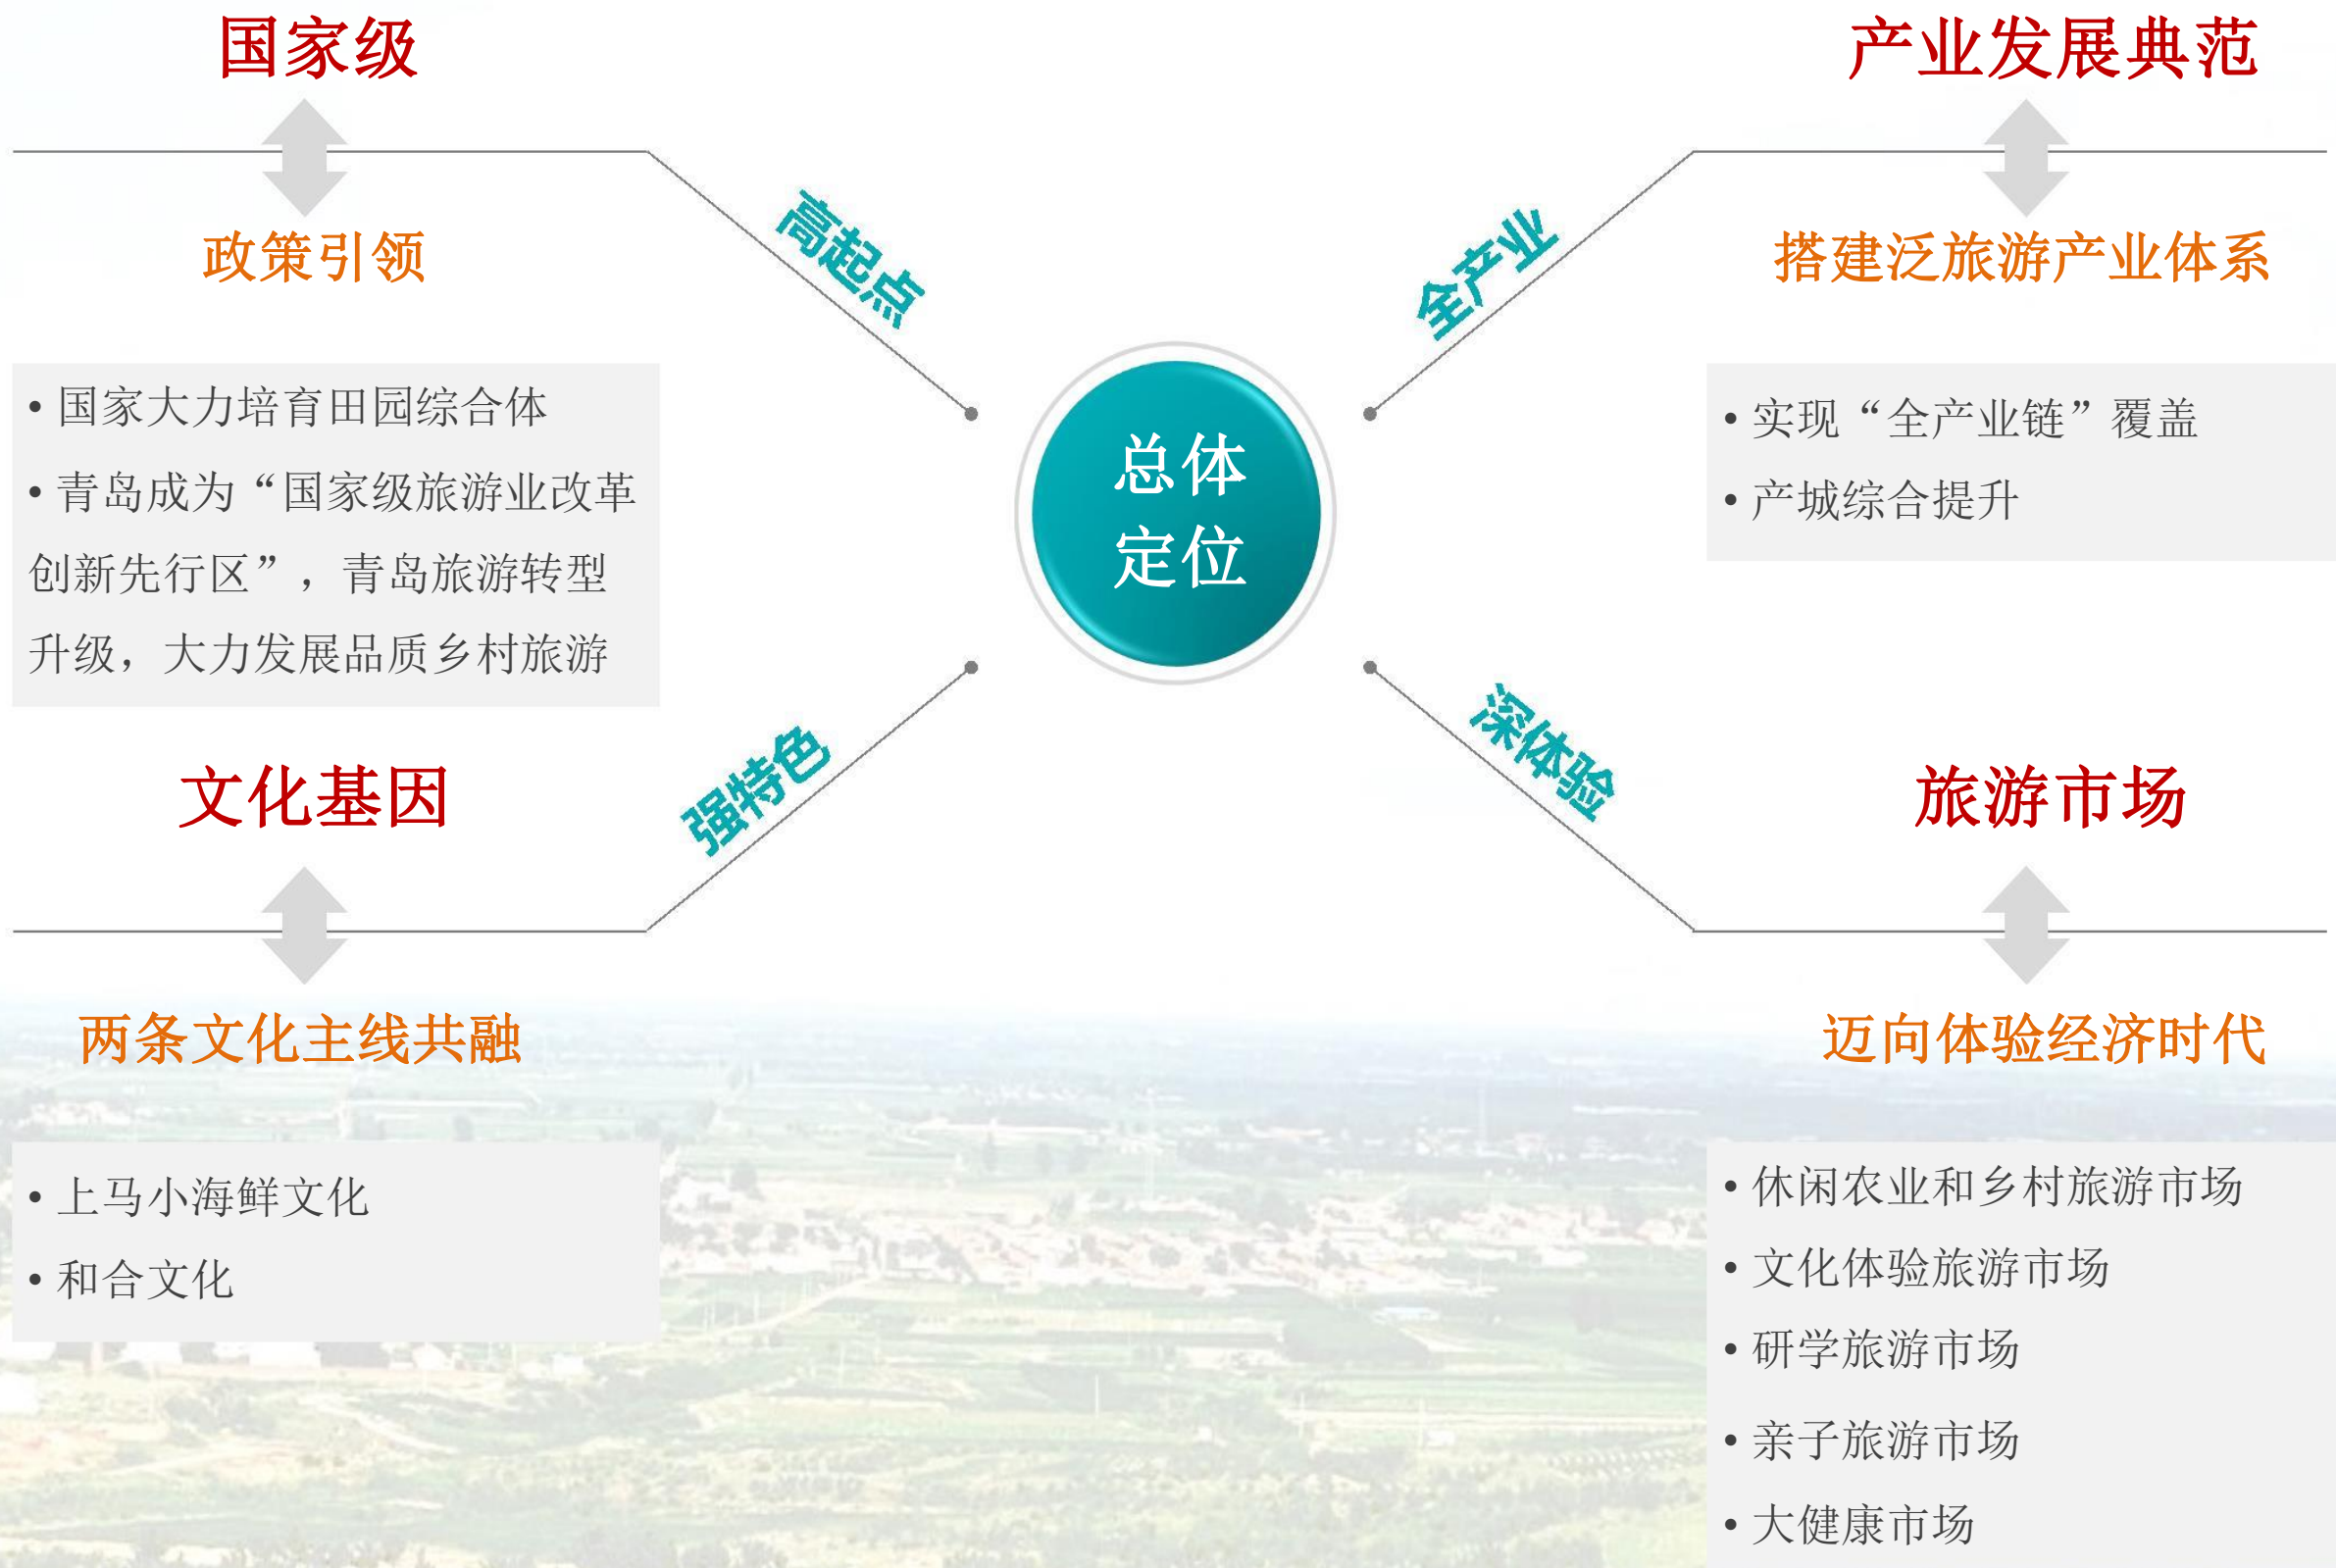 国家级
政策引领
• 国家大力培育田园综合体
• 青岛成为“国家级旅游业改革
创新先行区”，青岛旅游转型
升级，大力发展品质乡村旅游
高起点
产业发展典范
搭建泛旅游产业体系
• 实现“全产业链”覆盖
• 产城综合提升
全产业
总体
定位
文化基因
两条文化主线共融
• 上马小海鲜文化
• 和合文化
强特色
旅游市场
迈向体验经济时代
• 休闲农业和乡村旅游市场
• 文化体验旅游市场
• 研学旅游市场
• 亲子旅游市场
• 大健康市场
深体验